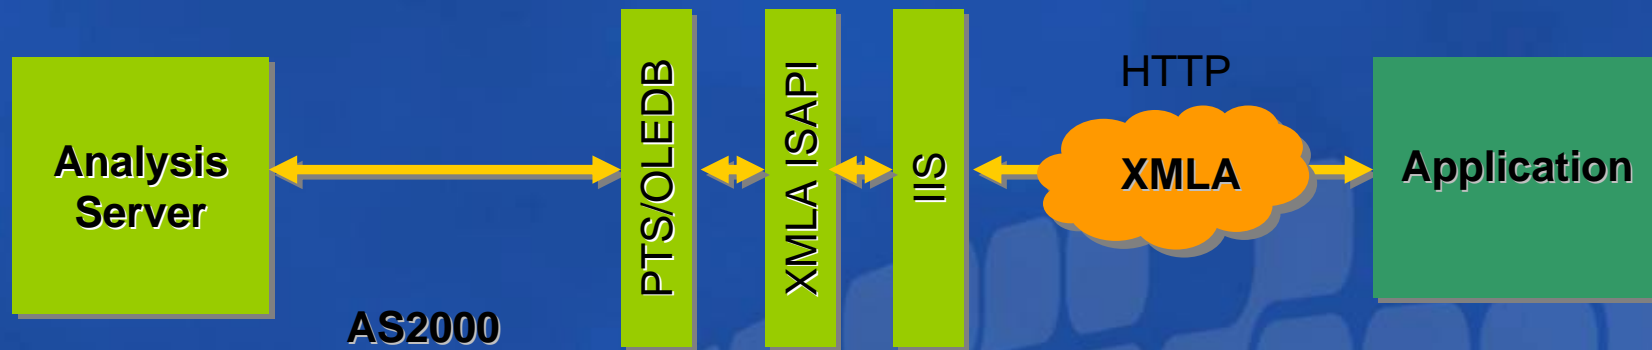 Analysis
Server
AS2000
PTS/OLEDB
XMLA ISAPI
IIS
HTTP
XMLA
Application